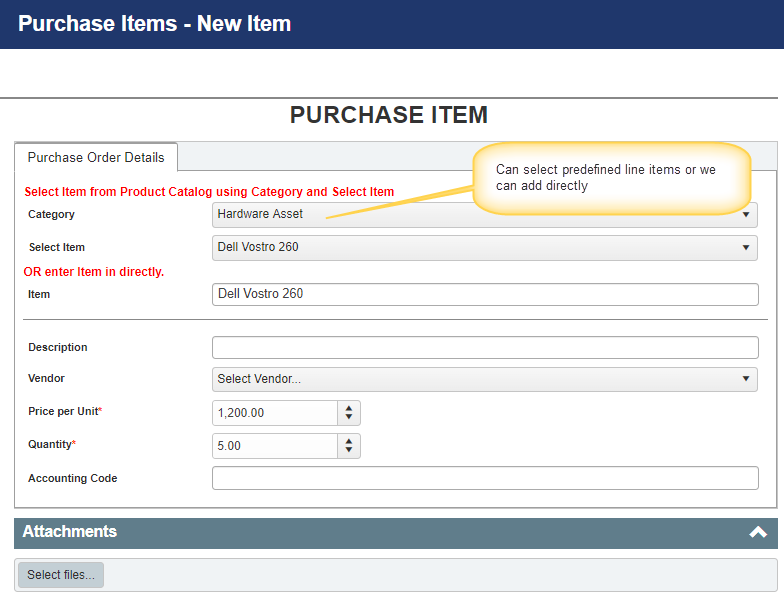 Purchase Items - New Item
PURCHASE ITEM
Purchase Order Details
Can select predefined line items or we
can add directly
Select Item from Product Catalog using Category and Select Item
Category
Hardware Asset
Select Item
Dell Vostro 260
OR enter Item in directly.
Item
Dell Vostro 260
Description
Vendor
Select Vendor...
Price per Unit*
1,200.00
Quantity*
5.00
Accounting Code
Attachments
Select files...